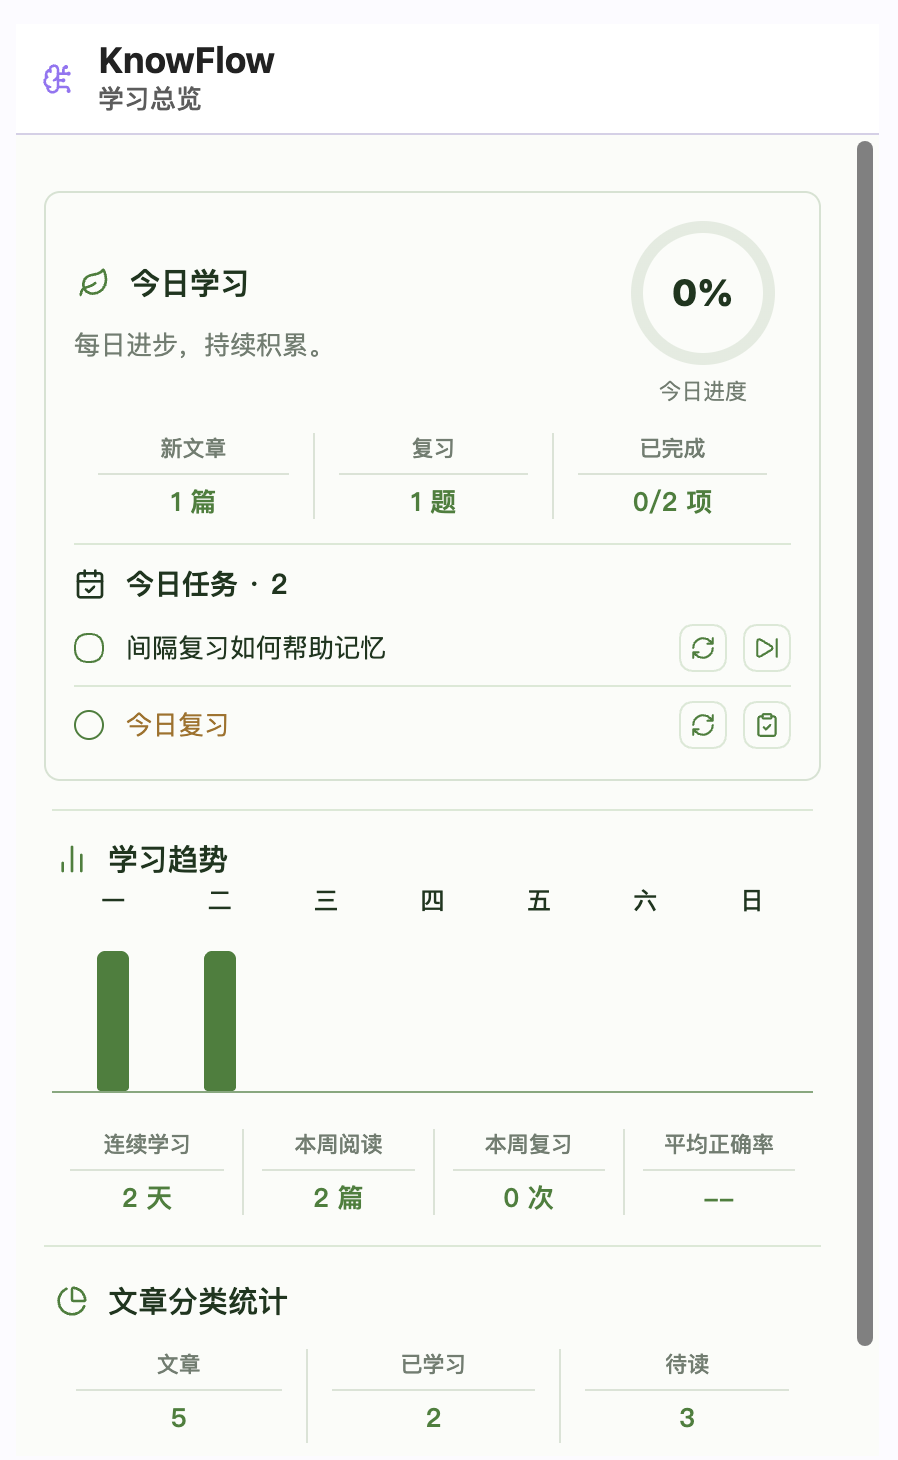 KnowFlow
学习总览
今日学习
每日进步，持续积累。
0%
今日进度
新文章 复习 已完成
1 篇 1 题 0/2 项
今日任务 · 2
间隔复习如何帮助记忆
今日复习
学习趋势
一 二 三 四 五 六 日
连续学习 本周阅读 本周复习 平均正确率
2 天 2 篇 0 次 --
文章分类统计
文章 已学习 待读
5 2 3